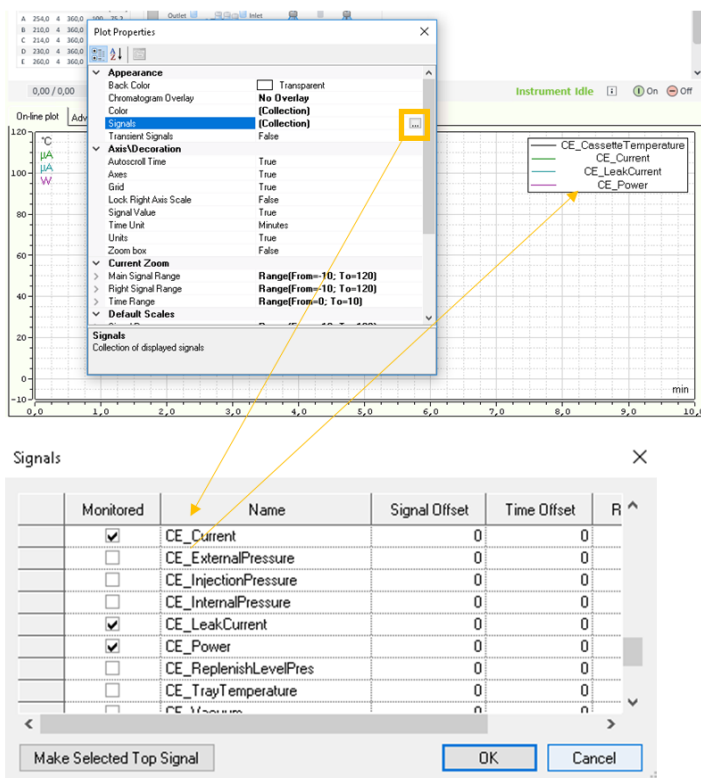 A 254,0 4 360,0 100 75,2
B 210,0 4 360,0
C 214,0 4 360,0
D 230,0 4 360,0
E 260,0 4 360,0
Outlet Inlet
0,00 / 0,00
Instrument Idle i On Off
On-line plot Adv
Plot Properties
Appearance
Back Color Transparent
Chromatogram Overlay No Overlay
Color (Collection)
Signals (Collection) ...
Transient Signals False
Axis\Decoration
Autoscroll Time True
Axes True
Grid True
Lock Right Axis Scale False
Signal Value True
Time Unit Minutes
Units True
Zoom box False
Current Zoom
Main Signal Range Range(From=-10; To=120)
Right Signal Range Range(From=-10; To=120)
Time Range Range(From=0; To=10)
Default Scales
Signals
Collection of displayed signals
120
100
80
60
40
20
0
-10
°C
µA
µA
W
CE_CassetteTemperature
CE_Current
CE_LeakCurrent
CE_Power
min
0,0 1,0 2,0 3,0 4,0 5,0 6,0 7,0 8,0 9,0 10,0
Signals
Monitored Name Signal Offset Time Offset R
CE_Current 0 0
CE_ExternalPressure 0 0
CE_InjectionPressure 0 0
CE_InternalPressure 0 0
CE_LeakCurrent 0 0
CE_Power 0 0
CE_ReplenishLevelPres 0 0
CE_TrayTemperature 0 0
CE_Vacuum 0 0
Make Selected Top Signal OK Cancel